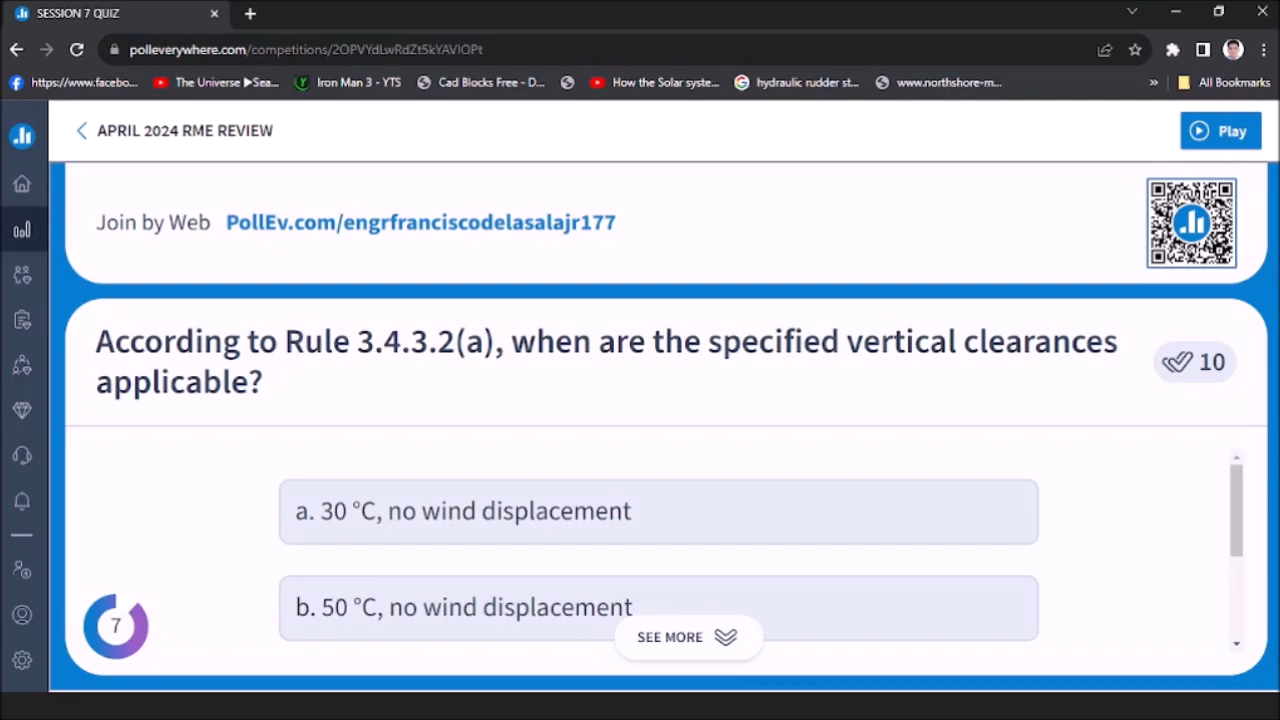 SESSION 7 QUIZ
polleverywhere.com/competitions/2OPVYdLwRdZt5kYAVIOPt
https://www.facebo... The Universe ▶Sea... Iron Man 3 - YTS Cad Blocks Free - D... How the Solar syste... hydraulic rudder st... www.northshore-m... » All Bookmarks
APRIL 2024 RME REVIEW
Play
Join by Web PollEv.com/engrfranciscodelasalajr177
According to Rule 3.4.3.2(a), when are the specified vertical clearances
applicable?
10
a. 30 °C, no wind displacement
b. 50 °C, no wind displacement
7
SEE MORE